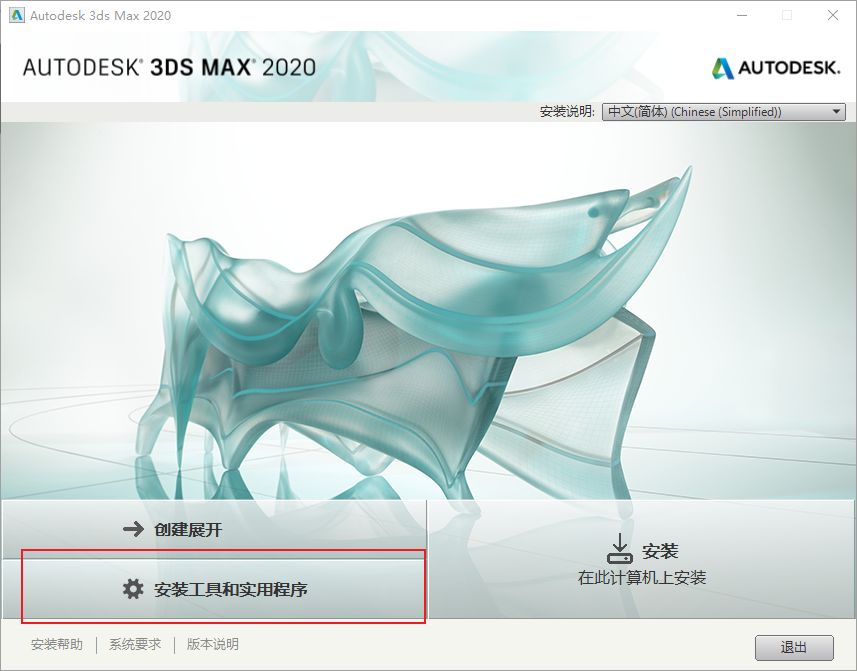 Autodesk 3ds Max 2020
AUTODESK® 3DS MAX® 2020
AUTODESK.
安装说明: 中文(简体) (Chinese (Simplified))
创建展开
安装工具和实用程序
安装
在此计算机上安装
安装帮助
系统要求
版本说明
退出